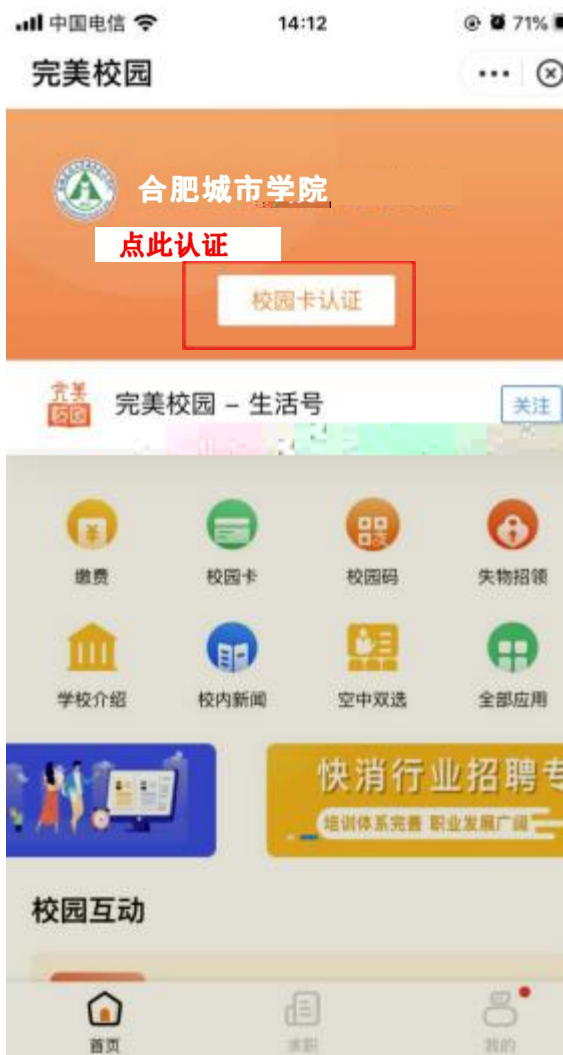 中国电信 14:12 71%
完美校园
合肥城市学院
点此认证
校园卡认证
完美校园
完美校园 – 生活号 关注
缴费 校园卡 校园码 失物招领
学校介绍 校内新闻 空中双选 全部应用
快消行业招聘专
培训体系完善 职业发展广阔
校园互动
首页 求职 我的